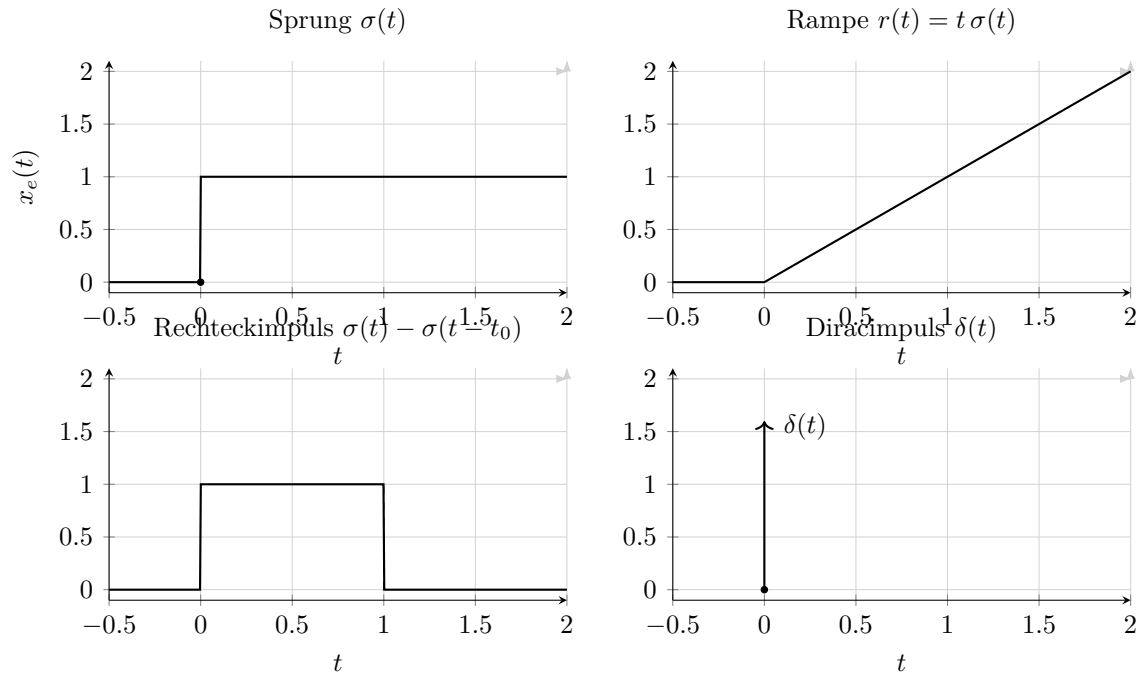 Sprung σ(t)
2
1.5
1
0.5
0
x_e(t)
−0.5 0 0.5 1 1.5 2
t
Rampe r(t) = t σ(t)
2
1.5
1
0.5
0
−0.5 0 0.5 1 1.5 2
t
Rechteckimpuls σ(t) − σ(t − t_0)
2
1.5
1
0.5
0
−0.5 0 0.5 1 1.5 2
t
Diracimpuls δ(t)
2
1.5
1
0.5
0
δ(t)
−0.5 0 0.5 1 1.5 2
t